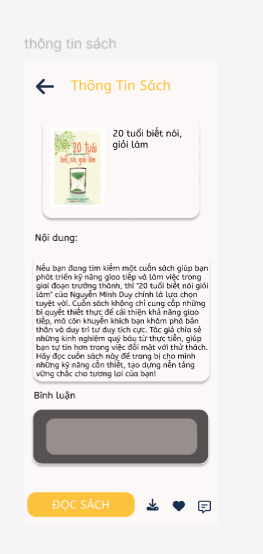 thông tin sách
Thông Tin Sách
20 tuổi
biết nói, giỏi làm
20 tuổi biết nói,
giỏi làm
Nội dung:
Nếu bạn đang tìm kiếm một cuốn sách giúp bạn
phát triển kỹ năng giao tiếp và làm việc trong
giai đoạn trưởng thành, thì "20 tuổi biết nói giỏi
làm" của Nguyễn Minh Duy chính là lựa chọn
tuyệt vời. Cuốn sách không chỉ cung cấp những
bí quyết thiết thực để cải thiện khả năng giao
tiếp, mà còn khuyến khích bạn khám phá bản
thân và duy trì tư duy tích cực. Tác giả chia sẻ
những kinh nghiệm quý báu từ thực tiễn, giúp
bạn tự tin hơn trong việc đối mặt với thử thách.
Hãy đọc cuốn sách này để trang bị cho mình
những kỹ năng cần thiết, tạo dựng nền tảng
vững chắc cho tương lai của bạn!
Bình luận
ĐỌC SÁCH